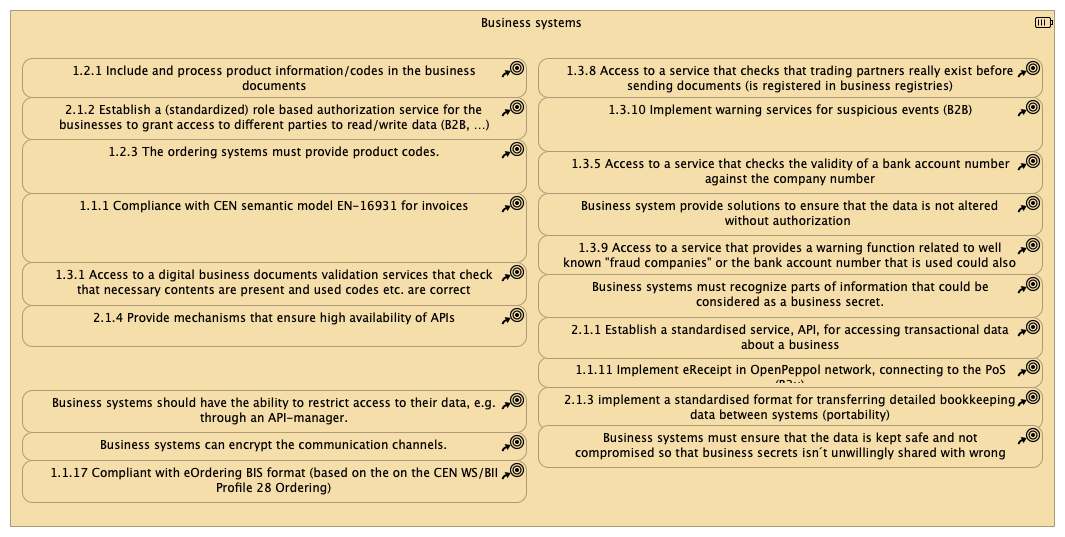 Business systems
1.2.1 Include and process product information/codes in the business
documents
2.1.2 Establish a (standardized) role based authorization service for the
businesses to grant access to different parties to read/write data (B2B, ...)
1.2.3 The ordering systems must provide product codes.
1.1.1 Compliance with CEN semantic model EN-16931 for invoices
1.3.1 Access to a digital business documents validation services that check
that necessary contents are present and used codes etc. are correct
2.1.4 Provide mechanisms that ensure high availability of APIs
Business systems should have the ability to restrict access to their data, e.g.
through an API-manager.
Business systems can encrypt the communication channels.
1.1.17 Compliant with eOrdering BIS format (based on the on the CEN WS/BII
Profile 28 Ordering)
1.3.8 Access to a service that checks that trading partners really exist before
sending documents (is registered in business registries)
1.3.10 Implement warning services for suspicious events (B2B)
1.3.5 Access to a service that checks the validity of a bank account number
against the company number
Business system provide solutions to ensure that the data is not altered
without authorization
1.3.9 Access to a service that provides a warning function related to well
known "fraud companies" or the bank account number that is used could also
Business systems must recognize parts of information that could be
considered as a business secret.
2.1.1 Establish a standardised service, API, for accessing transactional data
about a business
1.1.11 Implement eReceipt in OpenPeppol network, connecting to the PoS
2.1.3 implement a standardised format for transferring detailed bookkeeping
data between systems (portability)
Business systems must ensure that the data is kept safe and not
compromised so that business secrets isn´t unwillingly shared with wrong